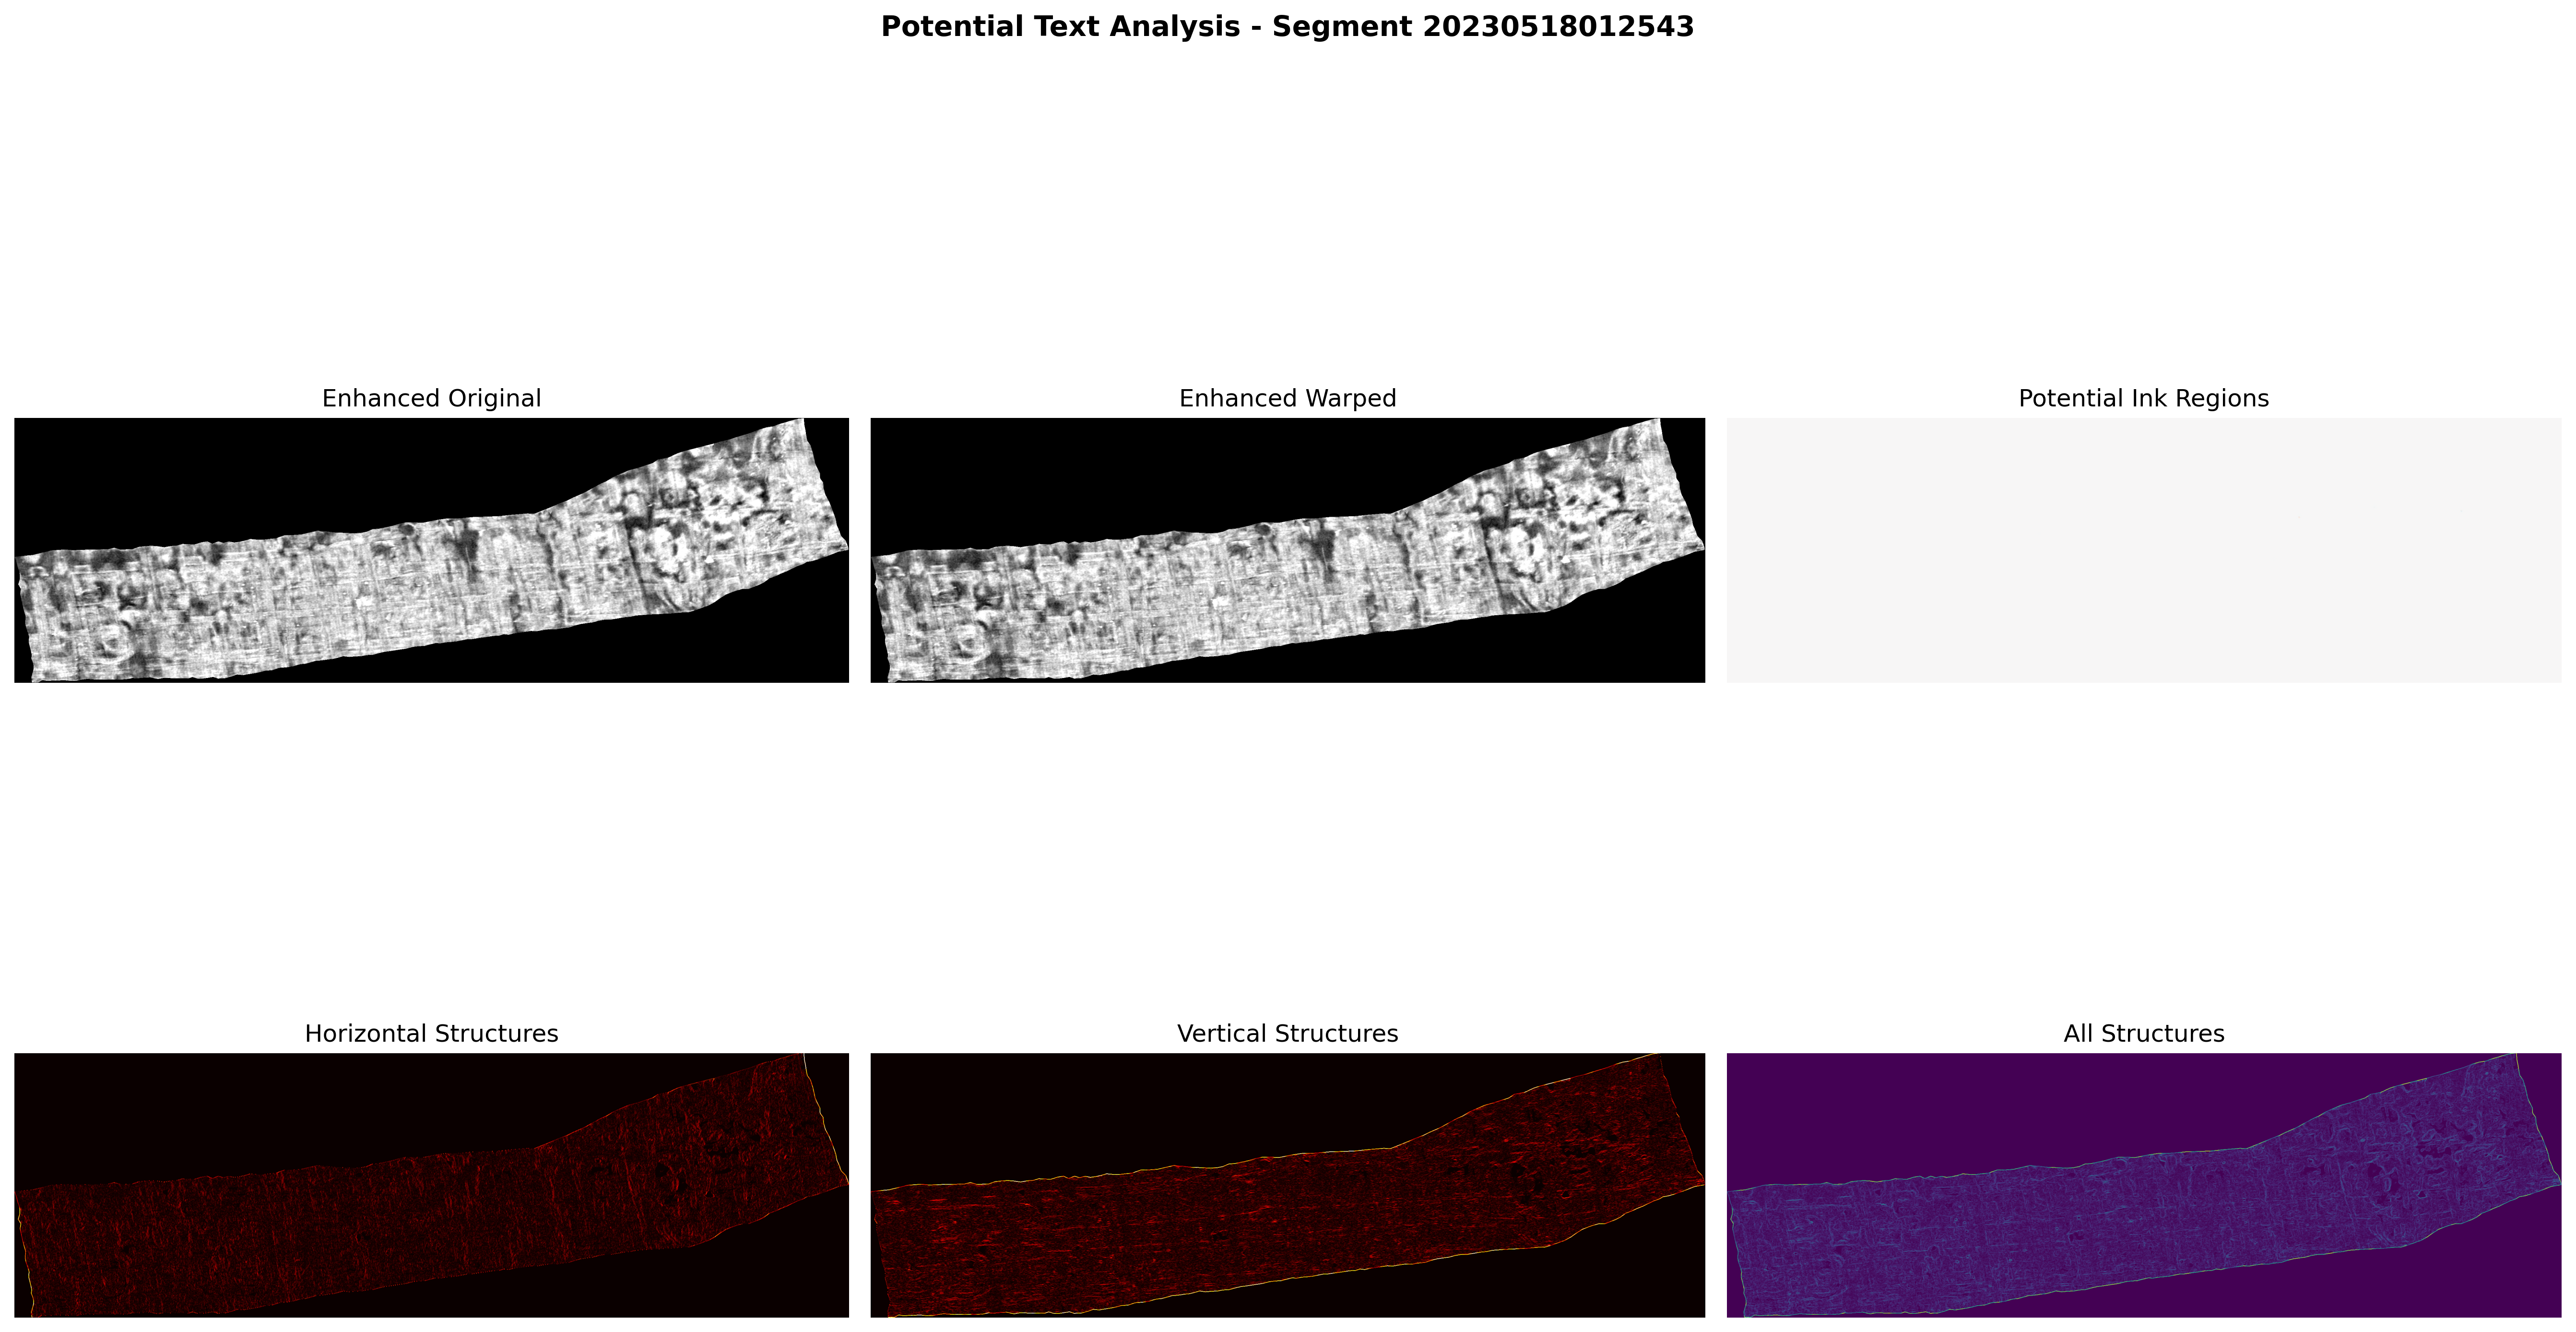 Potential Text Analysis - Segment 20230518012543
Enhanced Original
Enhanced Warped
Potential Ink Regions
Horizontal Structures
Vertical Structures
All Structures